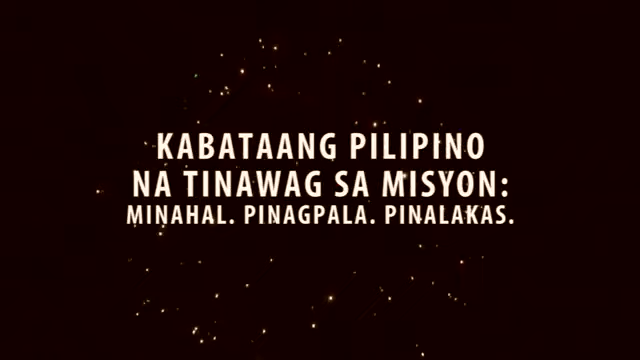 KABATAANG PILIPINO
NA TINAWAG SA MISYON:
MINAHAL. PINAGPALA. PINALAKAS.